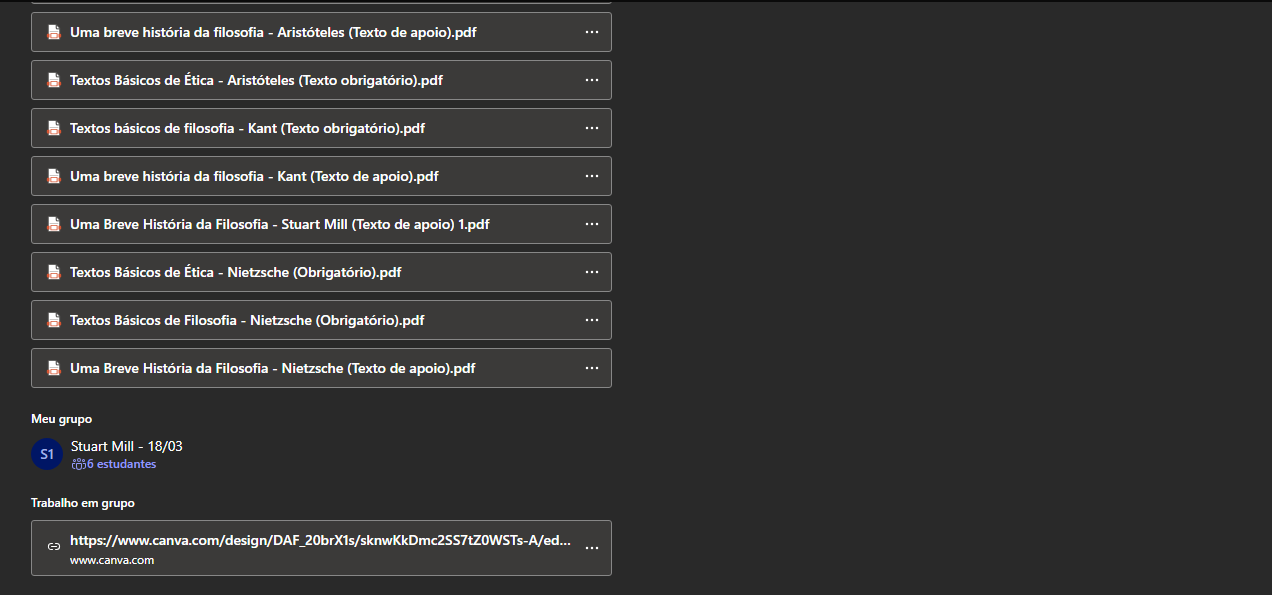 Uma breve história da filosofia - Aristóteles (Texto de apoio).pdf
Textos Básicos de Ética - Aristóteles (Texto obrigatório).pdf
Textos básicos de filosofia - Kant (Texto obrigatório).pdf
Uma breve história da filosofia - Kant (Texto de apoio).pdf
Uma Breve História da Filosofia - Stuart Mill (Texto de apoio) 1.pdf
Textos Básicos de Ética - Nietzsche (Obrigatório).pdf
Textos Básicos de Filosofia - Nietzsche (Obrigatório).pdf
Uma Breve História da Filosofia - Nietzsche (Texto de apoio).pdf
Meu grupo
S1
Stuart Mill - 18/03
6 estudantes
Trabalho em grupo
https://www.canva.com/design/DAF_20brX1s/sknwKkDmc2SS7tZ0WSTs-A/ed...
www.canva.com